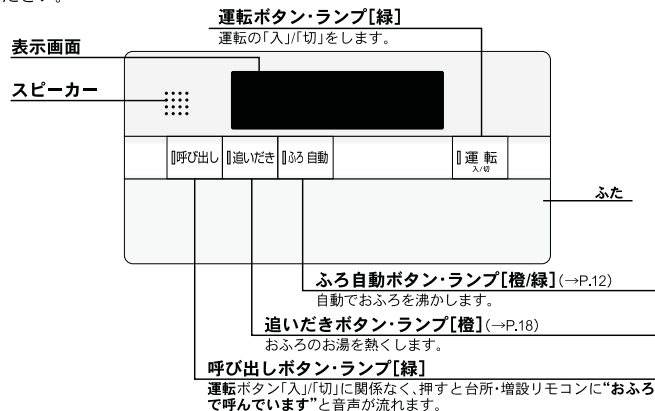 ださい。
運転ボタン・ランプ[緑]
運転の「入」/「切」をします。
表示画面
スピーカー
呼び出し 追いだき ふろ 自動 運 転
入/切
ふた
ふろ自動ボタン・ランプ[橙/緑](→P.12)
自動でおふろを沸かします。
追いだきボタン・ランプ[橙](→P.18)
おふろのお湯を熱くします。
呼び出しボタン・ランプ[緑]
運転ボタン「入」/「切」に関係なく、押すと台所・増設リモコンに“おふろ
で呼んでいます”と音声が流れます。